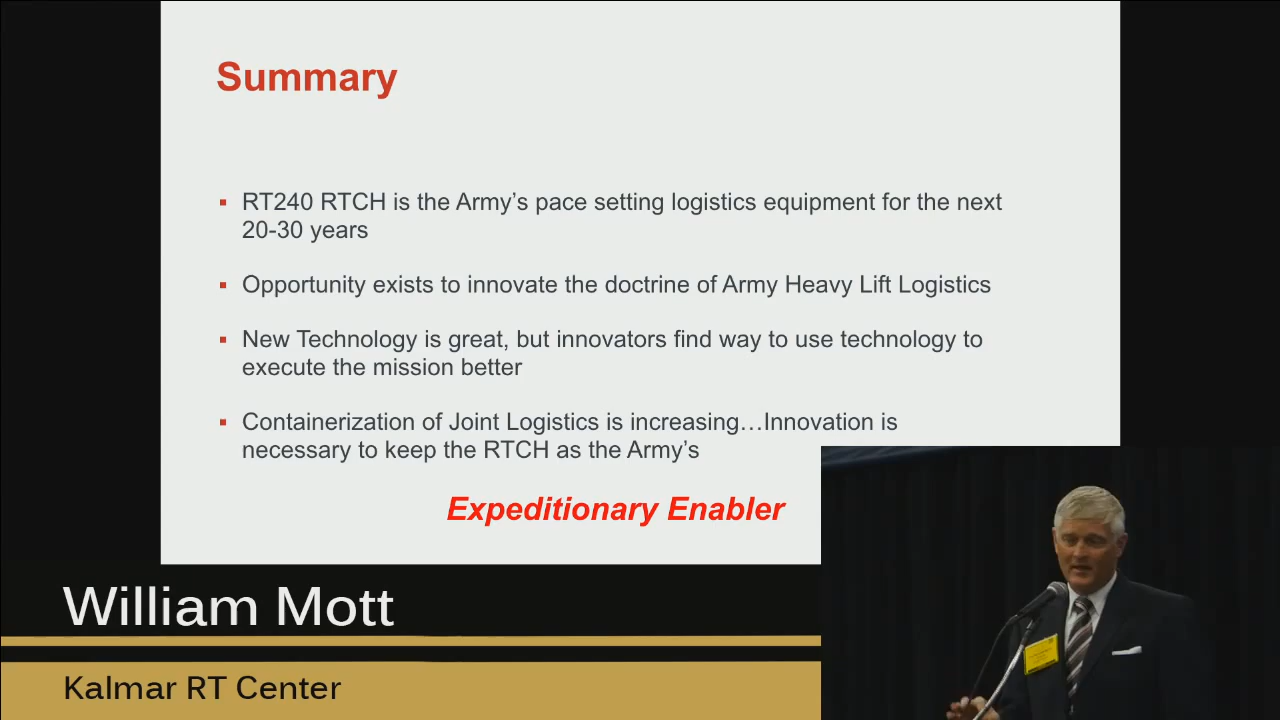 Summary
▪ RT240 RTCH is the Army’s pace setting logistics equipment for the next
20-30 years
▪ Opportunity exists to innovate the doctrine of Army Heavy Lift Logistics
▪ New Technology is great, but innovators find way to use technology to
execute the mission better
▪ Containerization of Joint Logistics is increasing…Innovation is
necessary to keep the RTCH as the Army’s
Expeditionary Enabler
William Mott
Kalmar RT Center